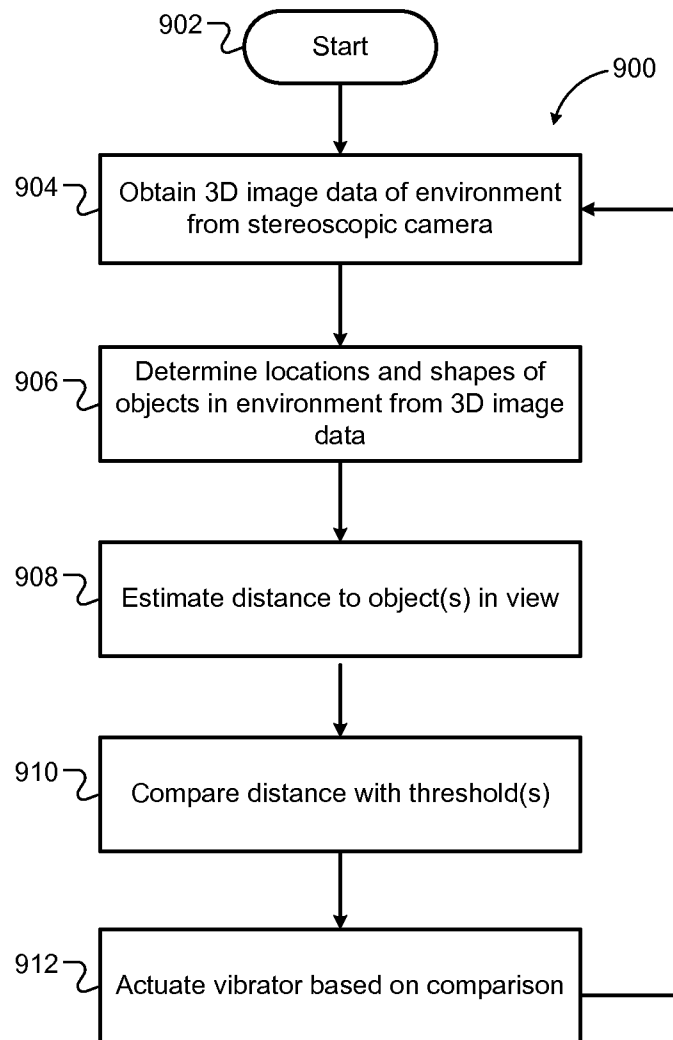 902
Start
900
904
Obtain 3D image data of environment
from stereoscopic camera
906
Determine locations and shapes of
objects in environment from 3D image
data
908
Estimate distance to object(s) in view
910
Compare distance with threshold(s)
912
Actuate vibrator based on comparison